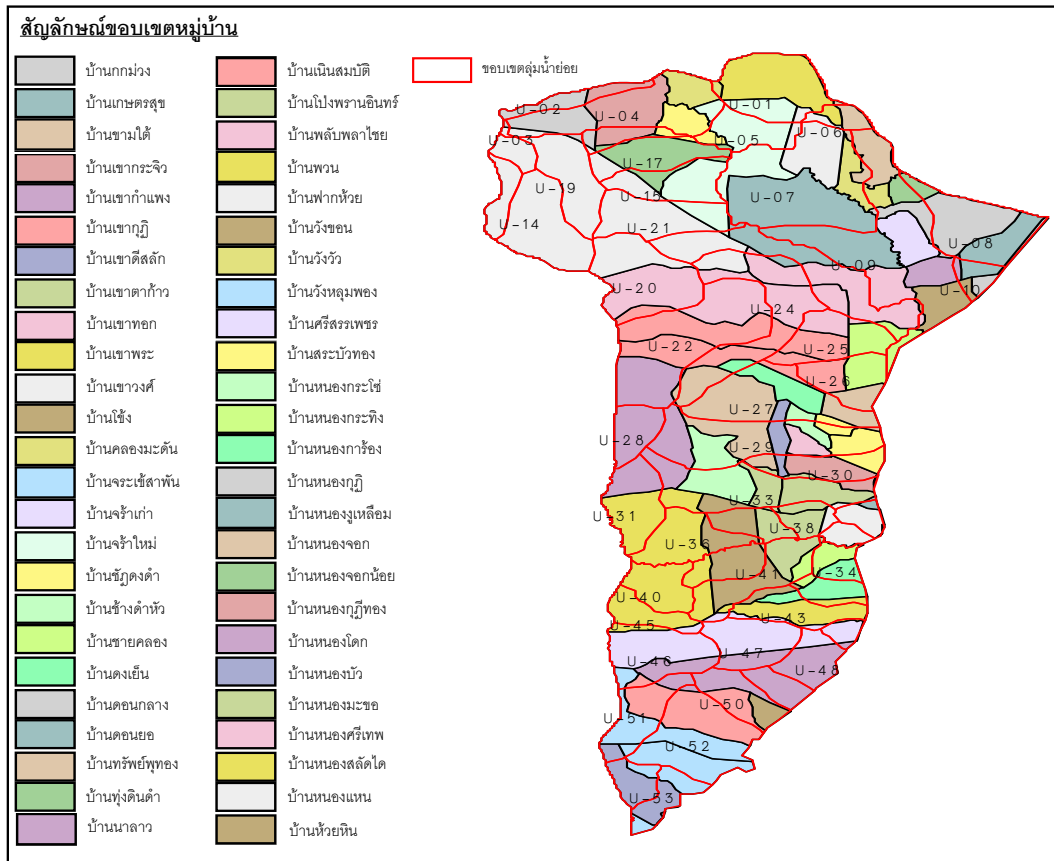 สัญลักษณ์ขอบเขตหมู่บ้าน
บ้านกกม่วง
บ้านเกษตรสุข
บ้านขามใต้
บ้านเขากระจิว
บ้านเขากำแพง
บ้านเขากุฏิ
บ้านเขาดีสลัก
บ้านเขาตาก้าว
บ้านเขาทอก
บ้านเขาพระ
บ้านเขาวงศ์
บ้านโข้ง
บ้านคลองมะดัน
บ้านจระเข้สาพัน
บ้านจร้าเก่า
บ้านจร้าใหม่
บ้านชัฎดงดำ
บ้านช้างดำหัว
บ้านชายคลอง
บ้านดงเย็น
บ้านดอนกลาง
บ้านดอนยอ
บ้านทรัพย์พุทอง
บ้านทุ่งดินดำ
บ้านนาลาว
บ้านเนินสมบัติ
บ้านโป่งพรานอินทร์
บ้านพลับพลาไชย
บ้านพวน
บ้านฟากห้วย
บ้านวังขอน
บ้านวังวัว
บ้านวังหลุมพอง
บ้านศรีสรรเพชร
บ้านสระบัวทอง
บ้านหนองกระโซ่
บ้านหนองกระทิง
บ้านหนองการ้อง
บ้านหนองกุฏิ
บ้านหนองงูเหลือม
บ้านหนองจอก
บ้านหนองจอกน้อย
บ้านหนองกุฏีทอง
บ้านหนองโดก
บ้านหนองบัว
บ้านหนองมะขอ
บ้านหนองศรีเทพ
บ้านหนองสลัดได
บ้านหนองแหน
บ้านห้วยหิน
ขอบเขตลุ่มน้ำย่อย
U-01
U-02
U-04
U-06
U-03
U-05
U-17
U-19
U-15
U-07
U-14
U-21
U-08
U-09
U-20
U-10
U-24
U-22
U-25
U-26
U-27
U-28
U-29
U-30
U-33
U-31
U-38
U-36
U-41
U-34
U-40
U-43
U-45
U-47
U-46
U-48
U-50
U-51
U-52
U-53